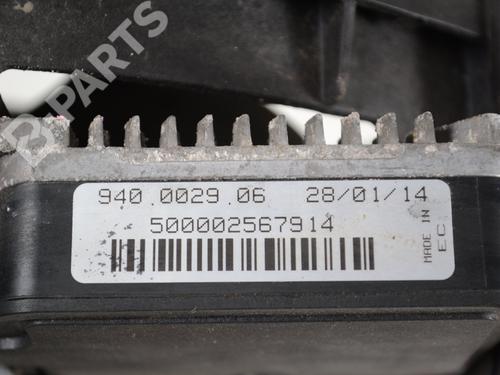 B-PARTS
940.0029.06 28/01/14
500002567914
MADE IN
EC